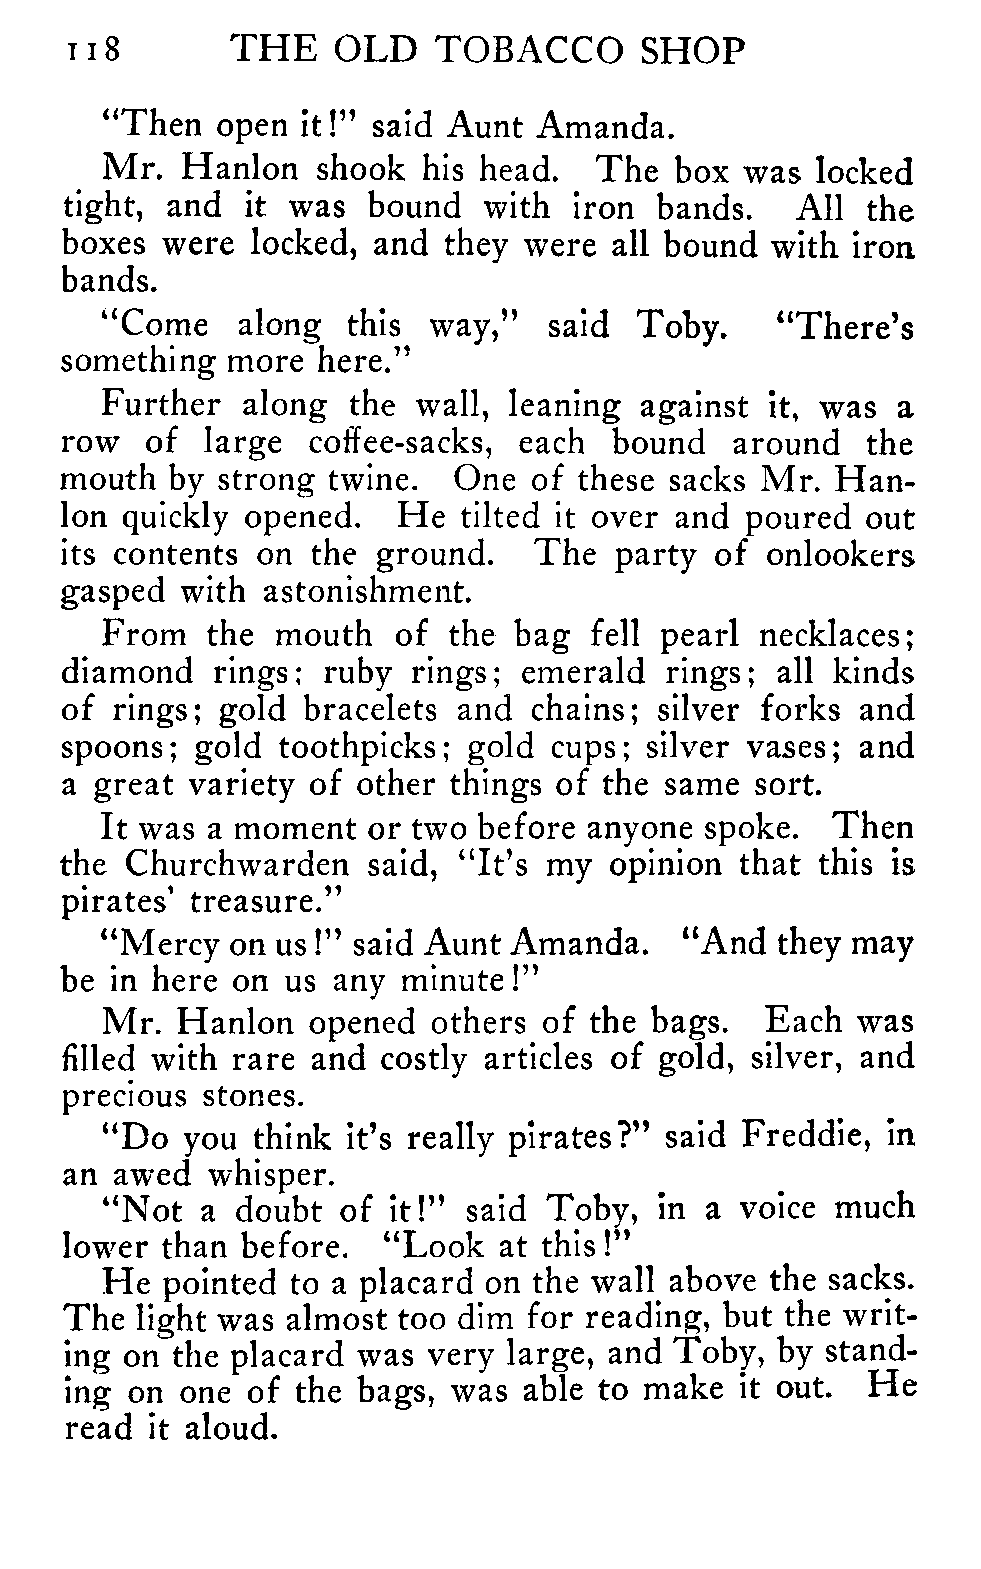 118 THE OLD TOBACCO SHOP
"Then open it!" said Aunt Amanda.
Mr. Hanlon shook his head. The box was locked
tight, and it was bound with iron bands. All the
boxes were locked, and they were all bound with iron
bands.
"Come along this way," said Toby. "There's
something more here."
Further along the wall, leaning against it, was a
row of large coffee-sacks, each bound around the
mouth by strong twine. One of these sacks Mr. Han-
lon quickly opened. He tilted it over and poured out
its contents on the ground. The party of onlookers
gasped with astonishment.
From the mouth of the bag fell pearl necklaces;
diamond rings; ruby rings; emerald rings; all kinds
of rings; gold bracelets and chains; silver forks and
spoons; gold toothpicks; gold cups; silver vases; and
a great variety of other things of the same sort.
It was a moment or two before anyone spoke. Then
the Churchwarden said, "It's my opinion that this is
pirates' treasure."
"Mercy on us!" said Aunt Amanda. "And they may
be in here on us any minute!"
Mr. Hanlon opened others of the bags. Each was
filled with rare and costly articles of gold, silver, and
precious stones.
"Do you think it's really pirates?" said Freddie, in
an awed whisper.
"Not a doubt of it!" said Toby, in a voice much
lower than before. "Look at this!"
He pointed to a placard on the wall above the sacks.
The light was almost too dim for reading, but the writ-
ing on the placard was very large, and Toby, by stand-
ing on one of the bags, was able to make it out. He
read it aloud.